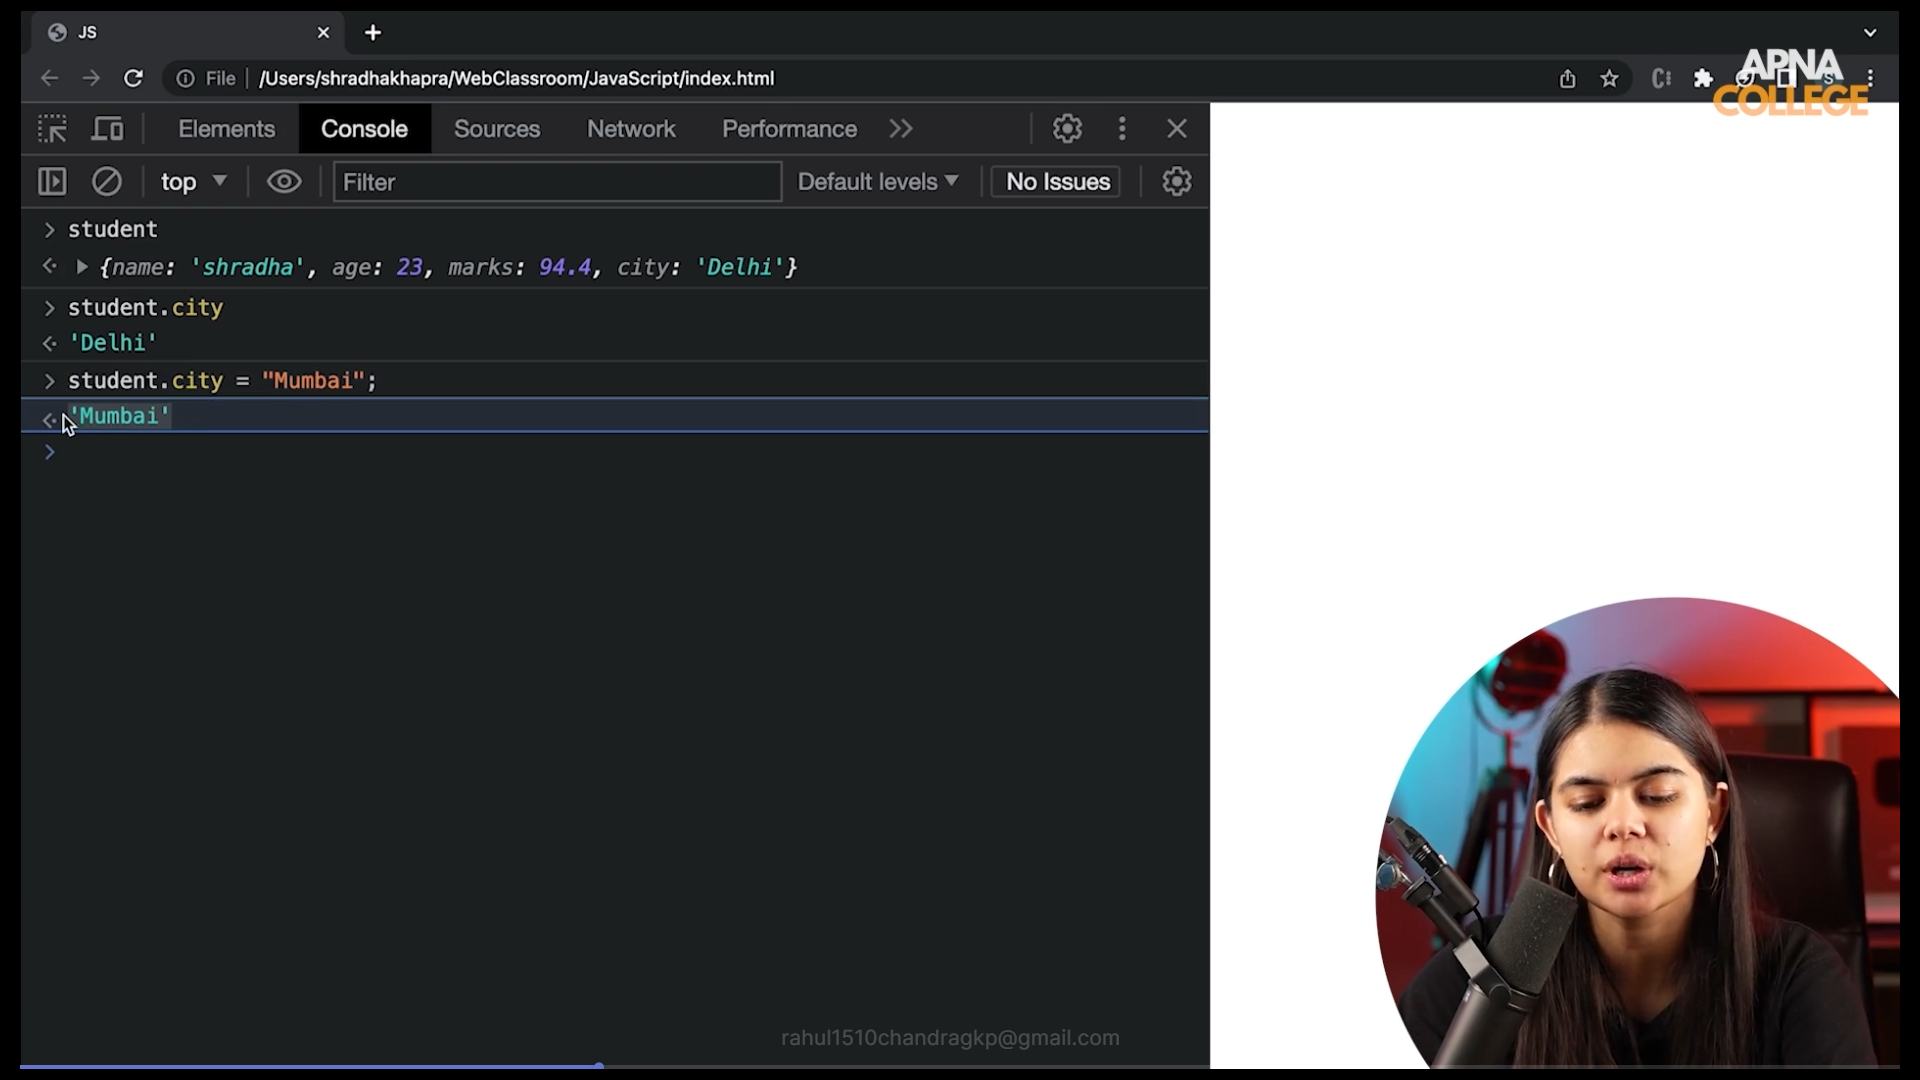 JS
File
/Users/shradhakhapra/WebClassroom/JavaScript/index.html
APNA
COLLEGE
Elements Console Sources Network Performance
top Filter Default levels No Issues
student
{name: 'shradha', age: 23, marks: 94.4, city: 'Delhi'}
student.city
'Delhi'
student.city = "Mumbai";
'Mumbai'
rahul1510chandragkp@gmail.com